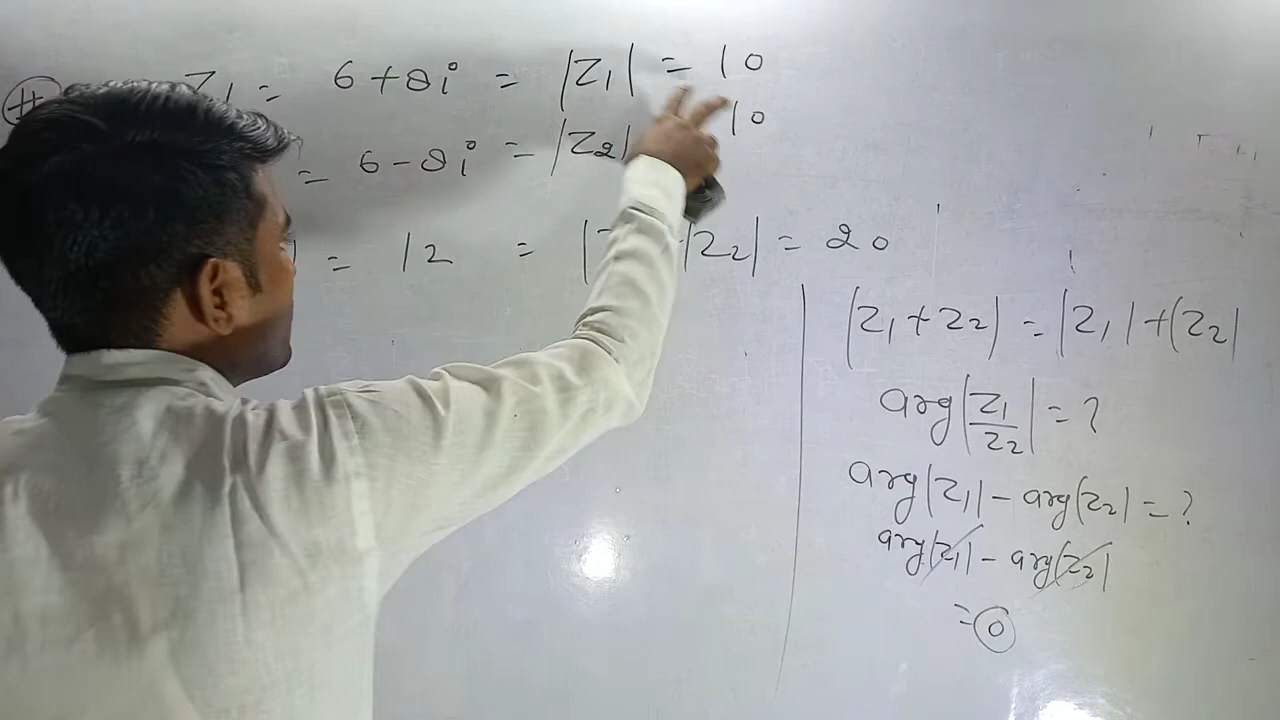 # Z1 = 6 + 8i = |Z1| = 10
= 6 - 8i = |Z2| 10
= 12 = | |Z2| = 20
|Z1 + Z2| = |Z1| + |Z2|
arg |Z1/Z2| = ?
arg |Z1| - arg(Z2| = ?
arg|Z1| - arg(Z2|
= 0